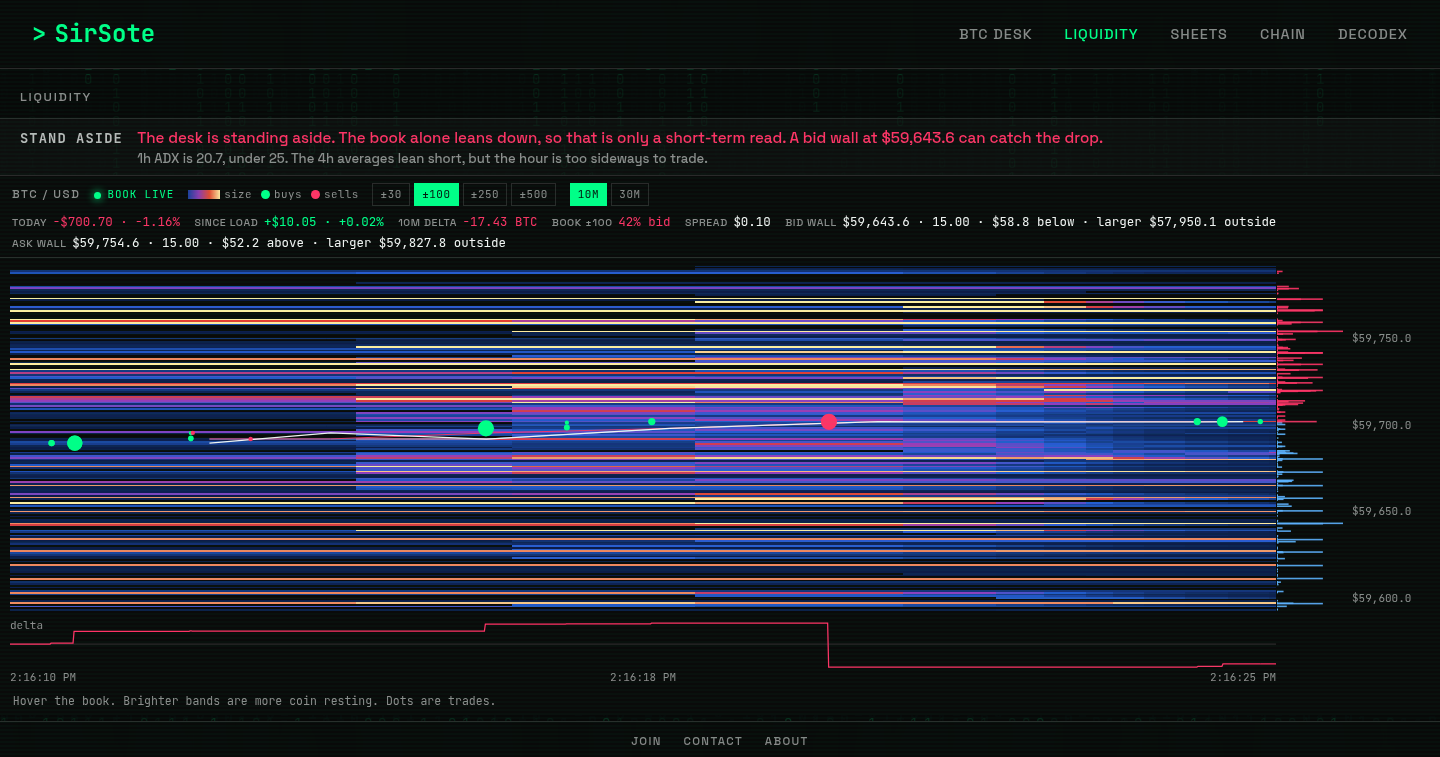 > SirSote
BTC DESK LIQUIDITY SHEETS CHAIN DECODEX
LIQUIDITY
STAND ASIDE The desk is standing aside. The book alone leans down, so that is only a short-term read. A bid wall at $59,643.6 can catch the drop.
1h ADX is 20.7, under 25. The 4h averages lean short, but the hour is too sideways to trade.
BTC / USD BOOK LIVE size buys sells ±30 ±100 ±250 ±500 10M 30M
TODAY -$700.70 · -1.16% SINCE LOAD +$10.05 · +0.02% 10M DELTA -17.43 BTC BOOK ±100 42% bid SPREAD $0.10 BID WALL $59,643.6 · 15.00 · $58.8 below · larger $57,950.1 outside
ASK WALL $59,754.6 · 15.00 · $52.2 above · larger $59,827.8 outside
$59,750.0
$59,700.0
$59,650.0
$59,600.0
delta
2:16:10 PM 2:16:18 PM 2:16:25 PM
Hover the book. Brighter bands are more coin resting. Dots are trades.
JOIN CONTACT ABOUT